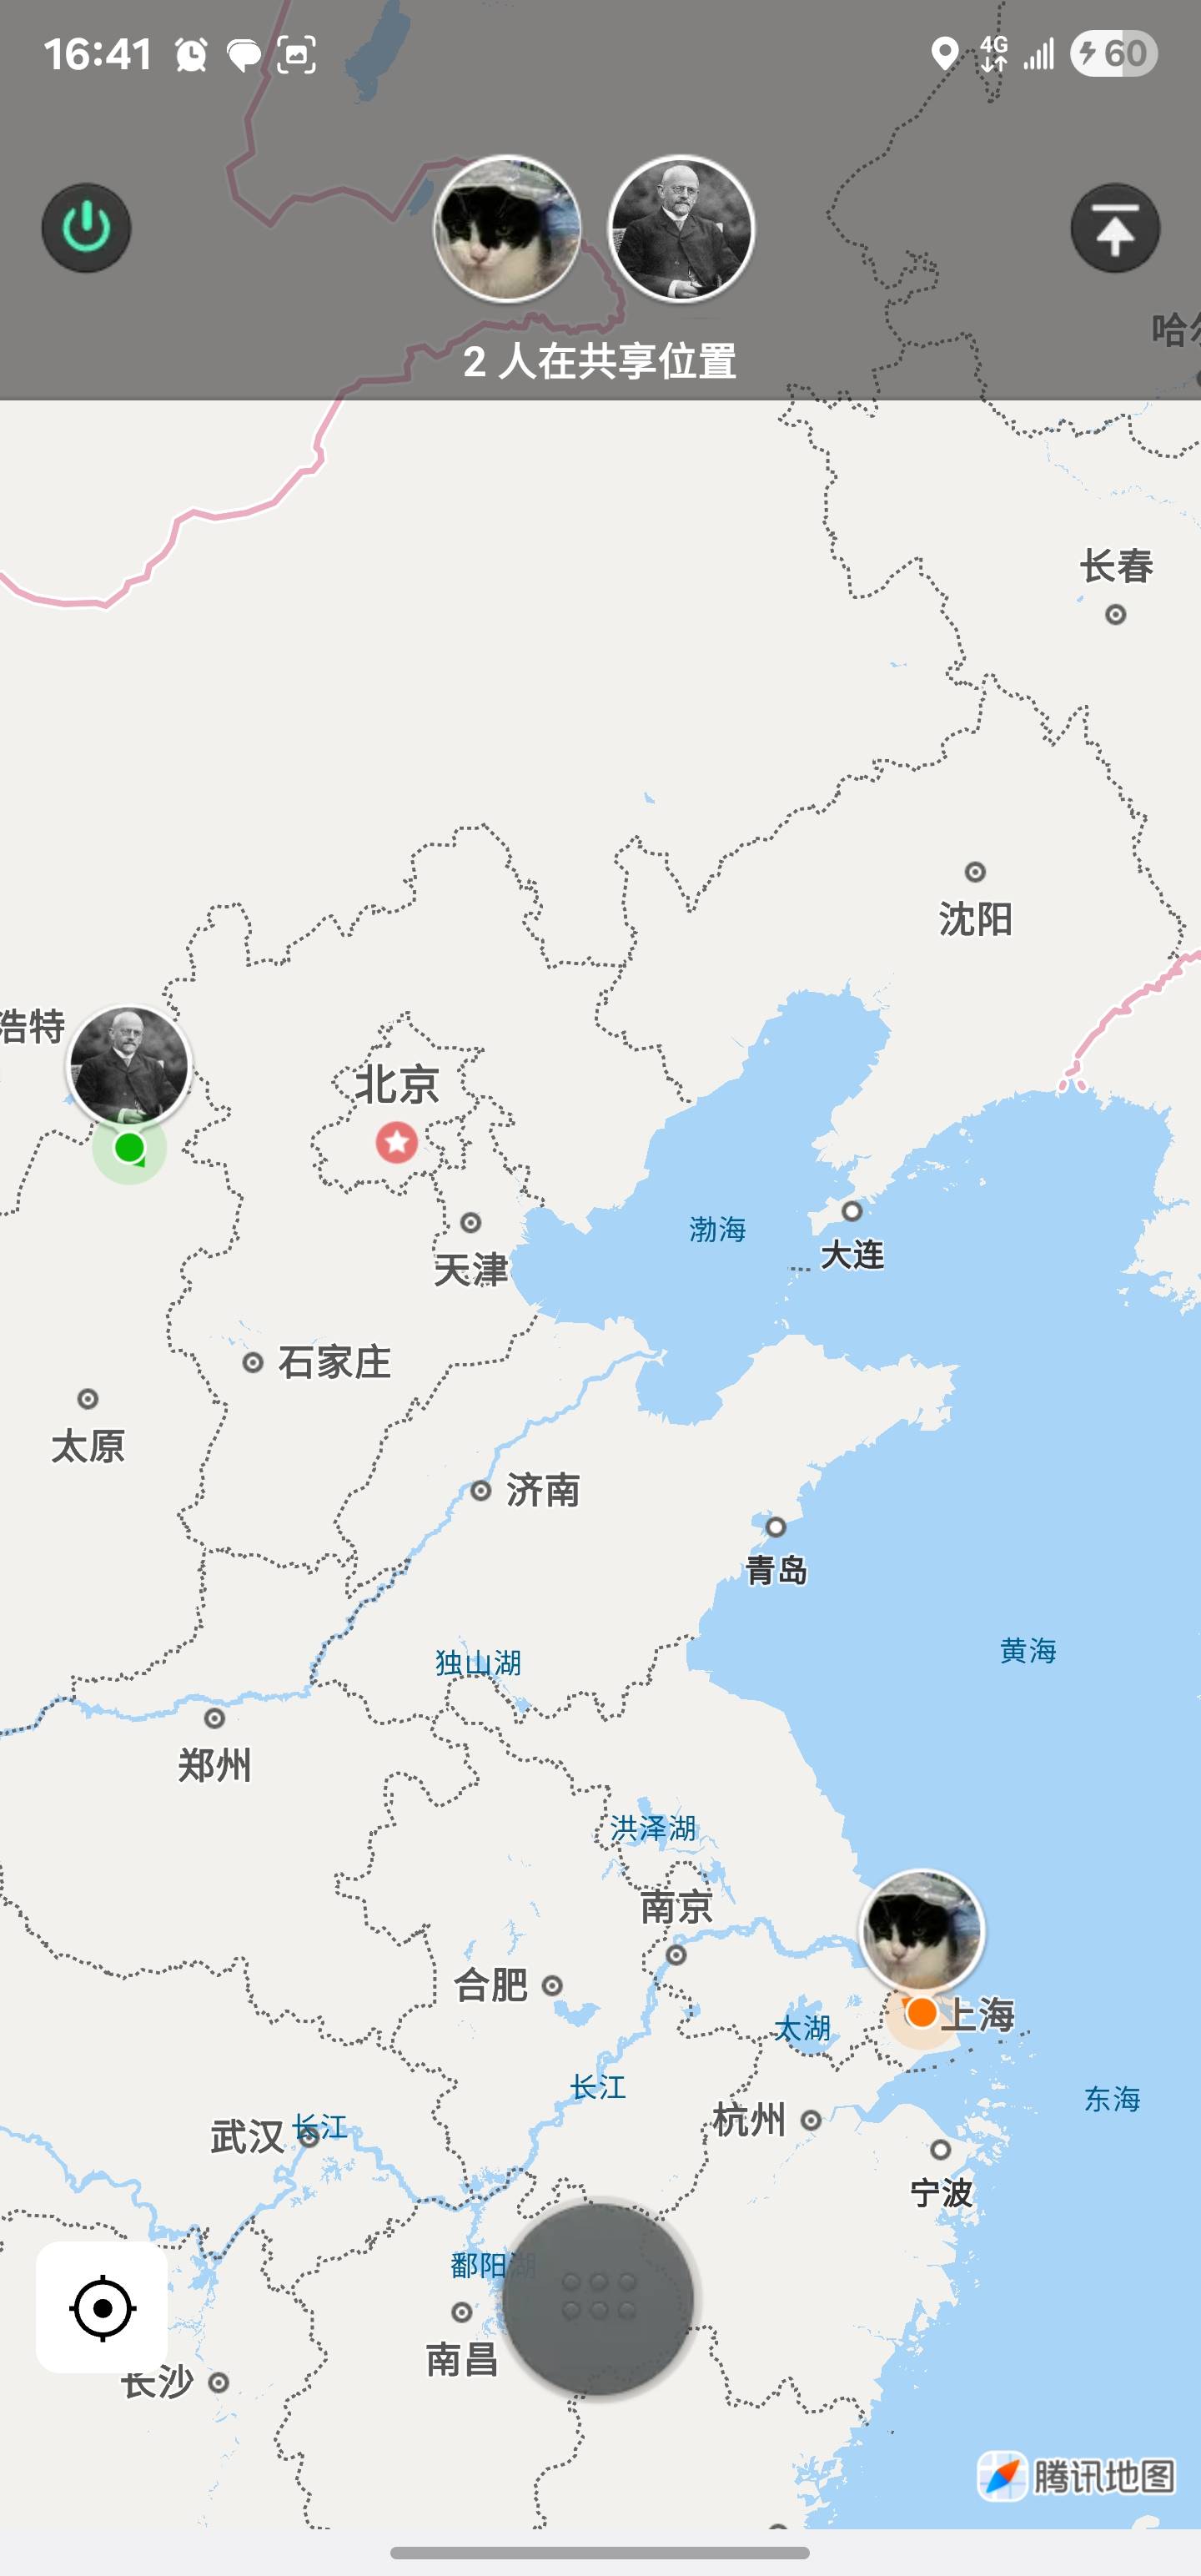 16:41
4G
60
2 人在共享位置
长春
沈阳
浩特
北京
渤海
大连
天津
石家庄
太原
济南
青岛
独山湖
黄海
郑州
洪泽湖
南京
合肥
上海
太湖
长江
东海
杭州
武汉
长江
宁波
鄱阳湖
南昌
长沙
腾讯地图